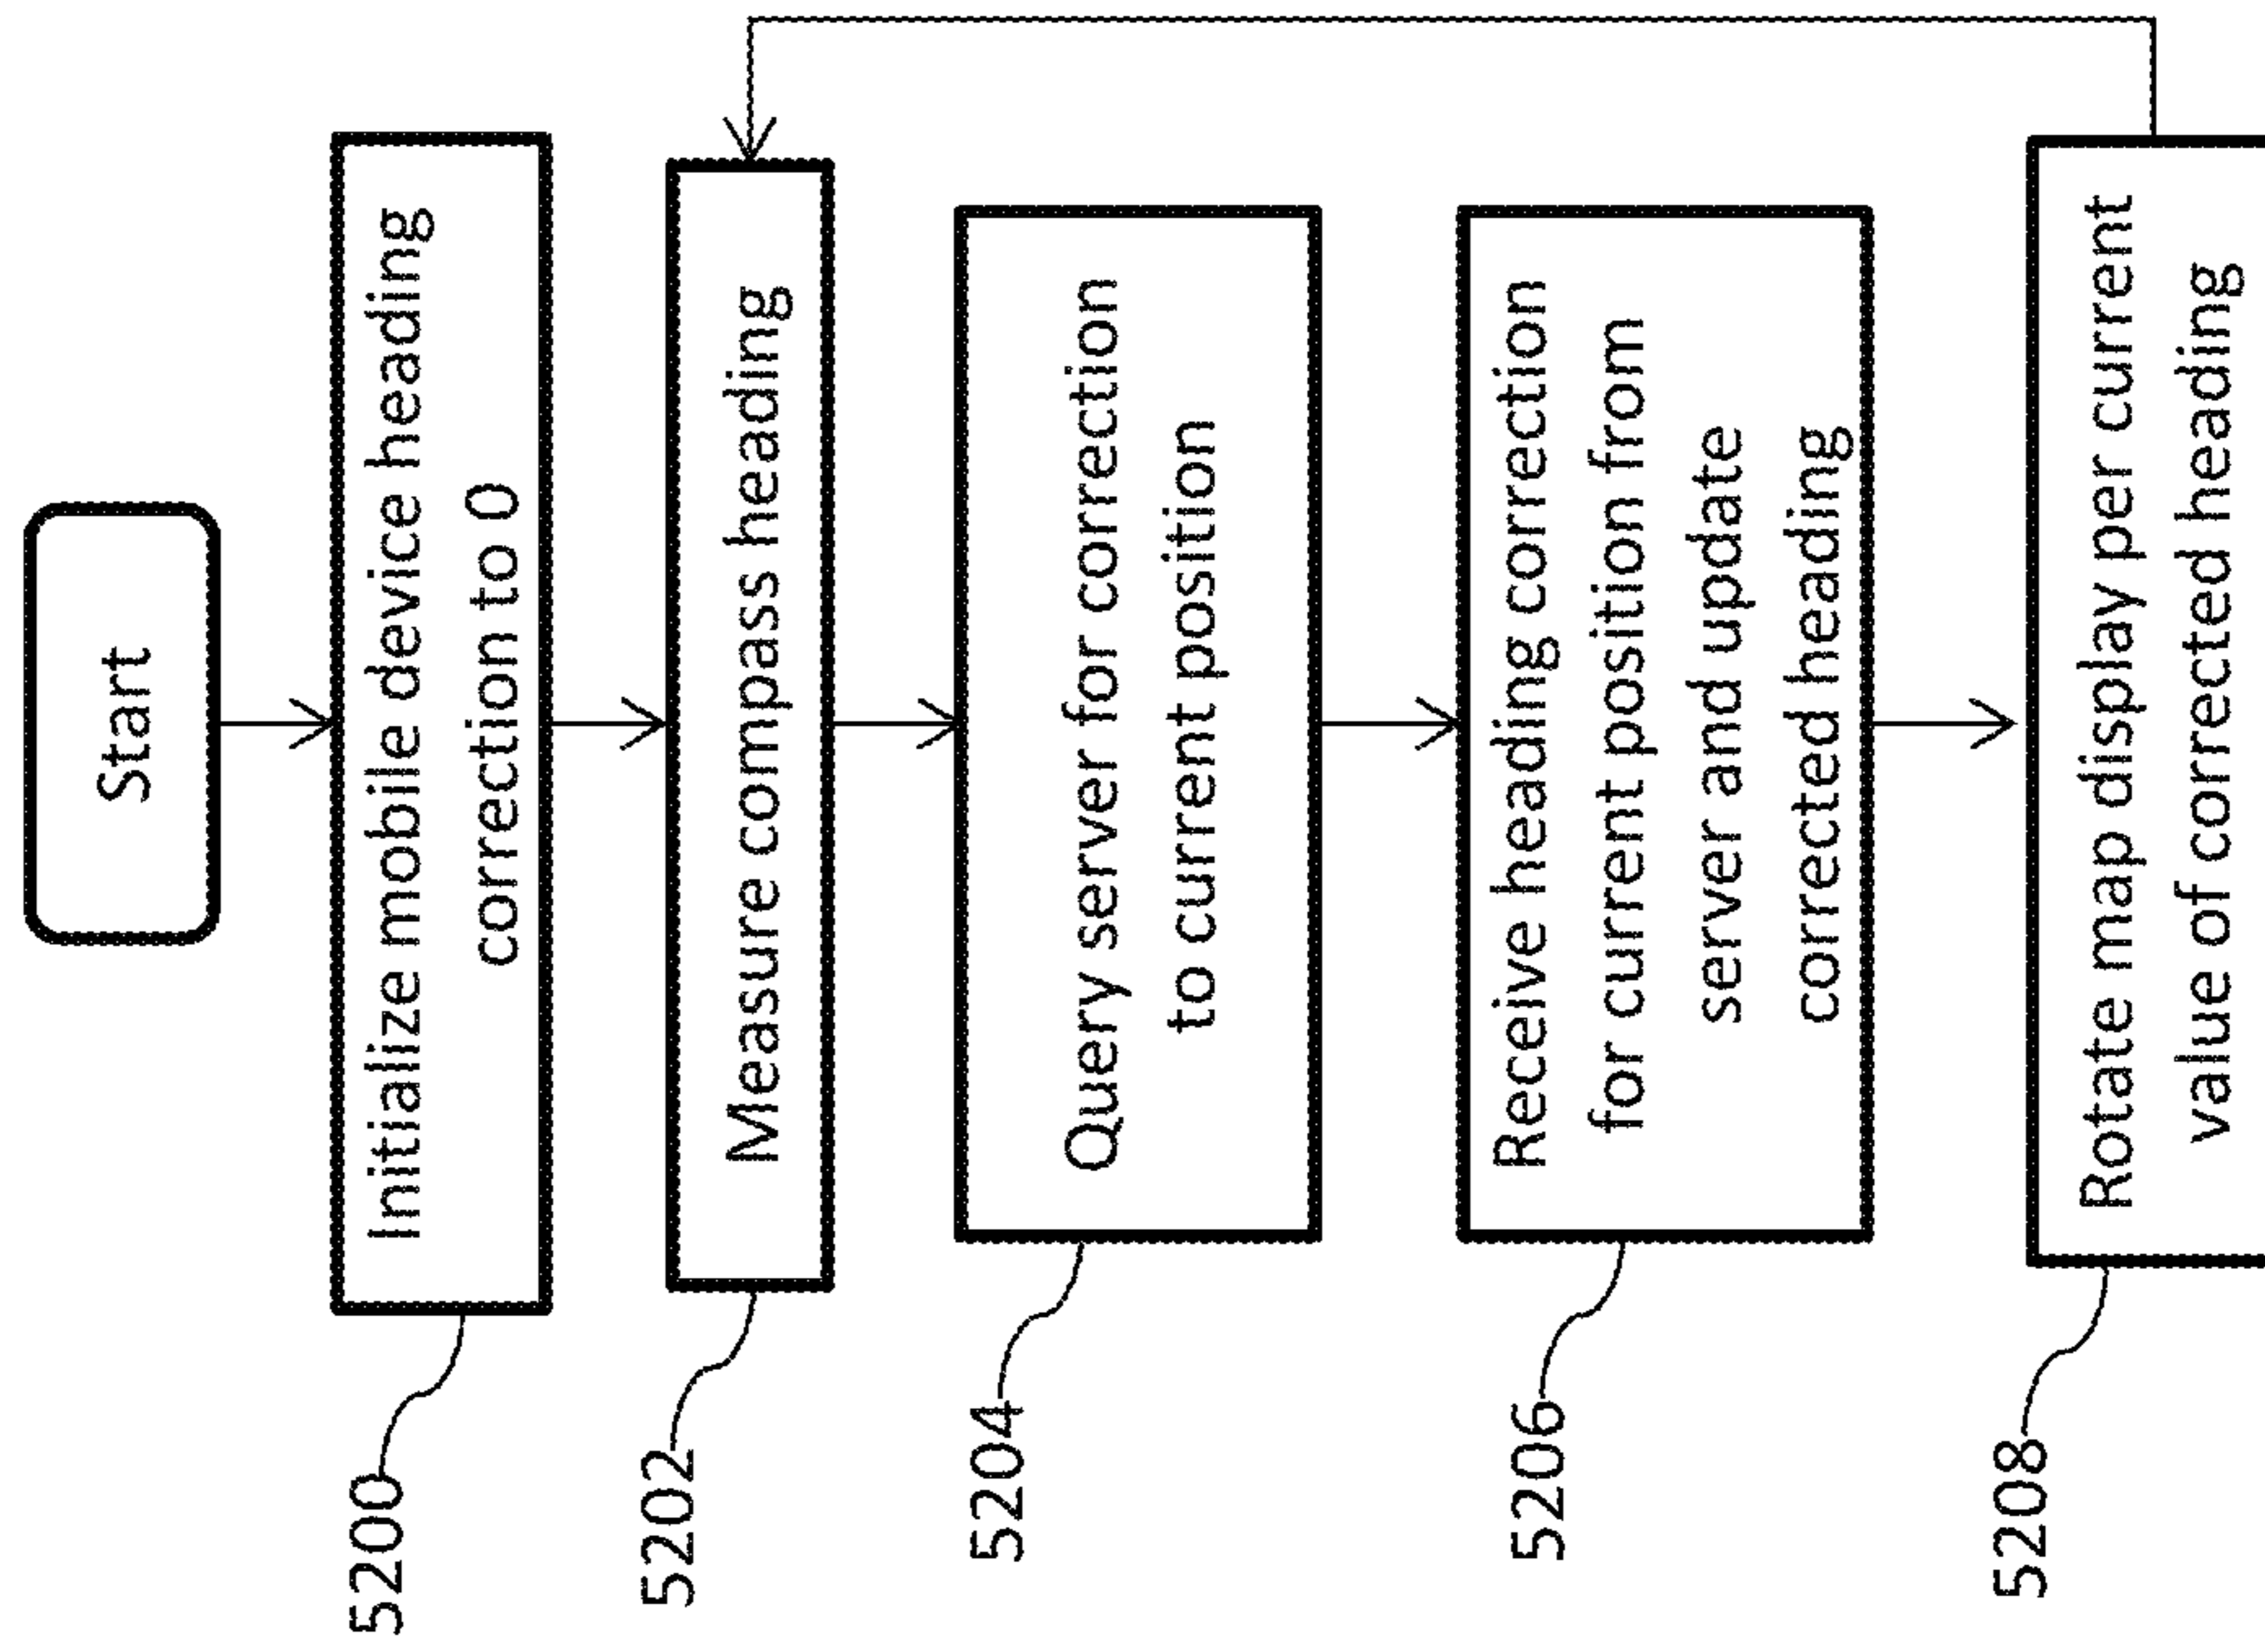 Start
5200
Initialize mobile device heading
correction to 0
5202
Measure compass heading
5204
Query server for correction
to current position
5206
Receive heading correction
for current position from
server and update
corrected heading
5208
Rotate map display per current
value of corrected heading